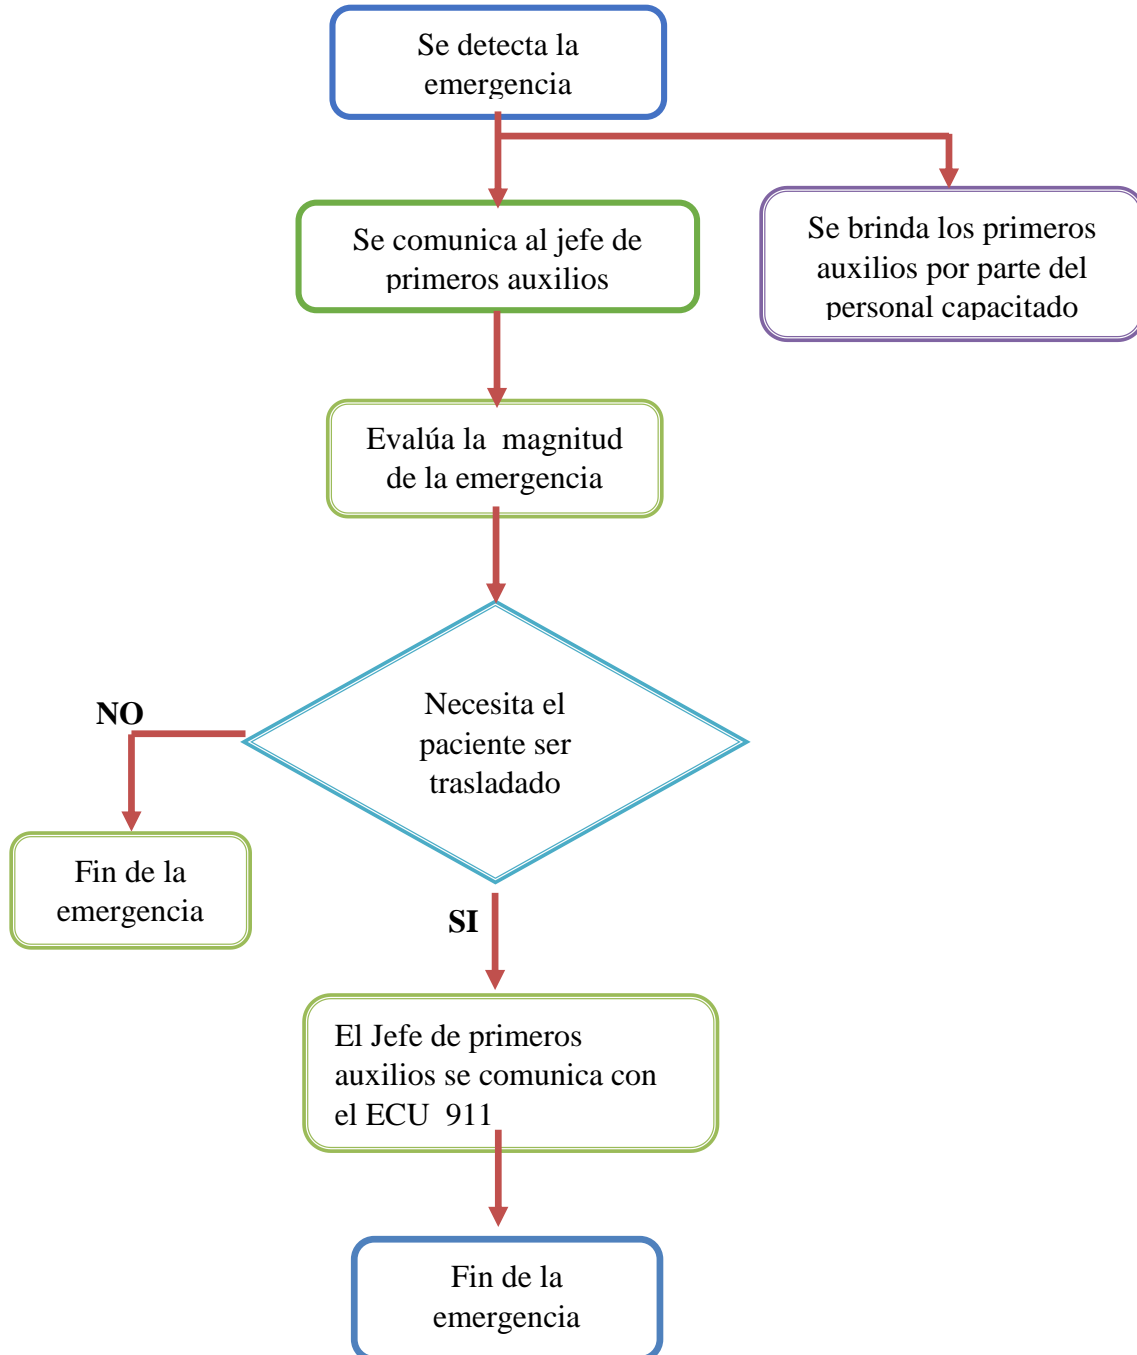 Se detecta la
emergencia
Se comunica al jefe de
primeros auxilios
Se brinda los primeros
auxilios por parte del
personal capacitado
Evalúa la  magnitud
de la emergencia
Necesita el
paciente ser
trasladado
NO
Fin de la
emergencia
SI
El Jefe de primeros
auxilios se comunica con
el ECU  911
Fin de la
emergencia